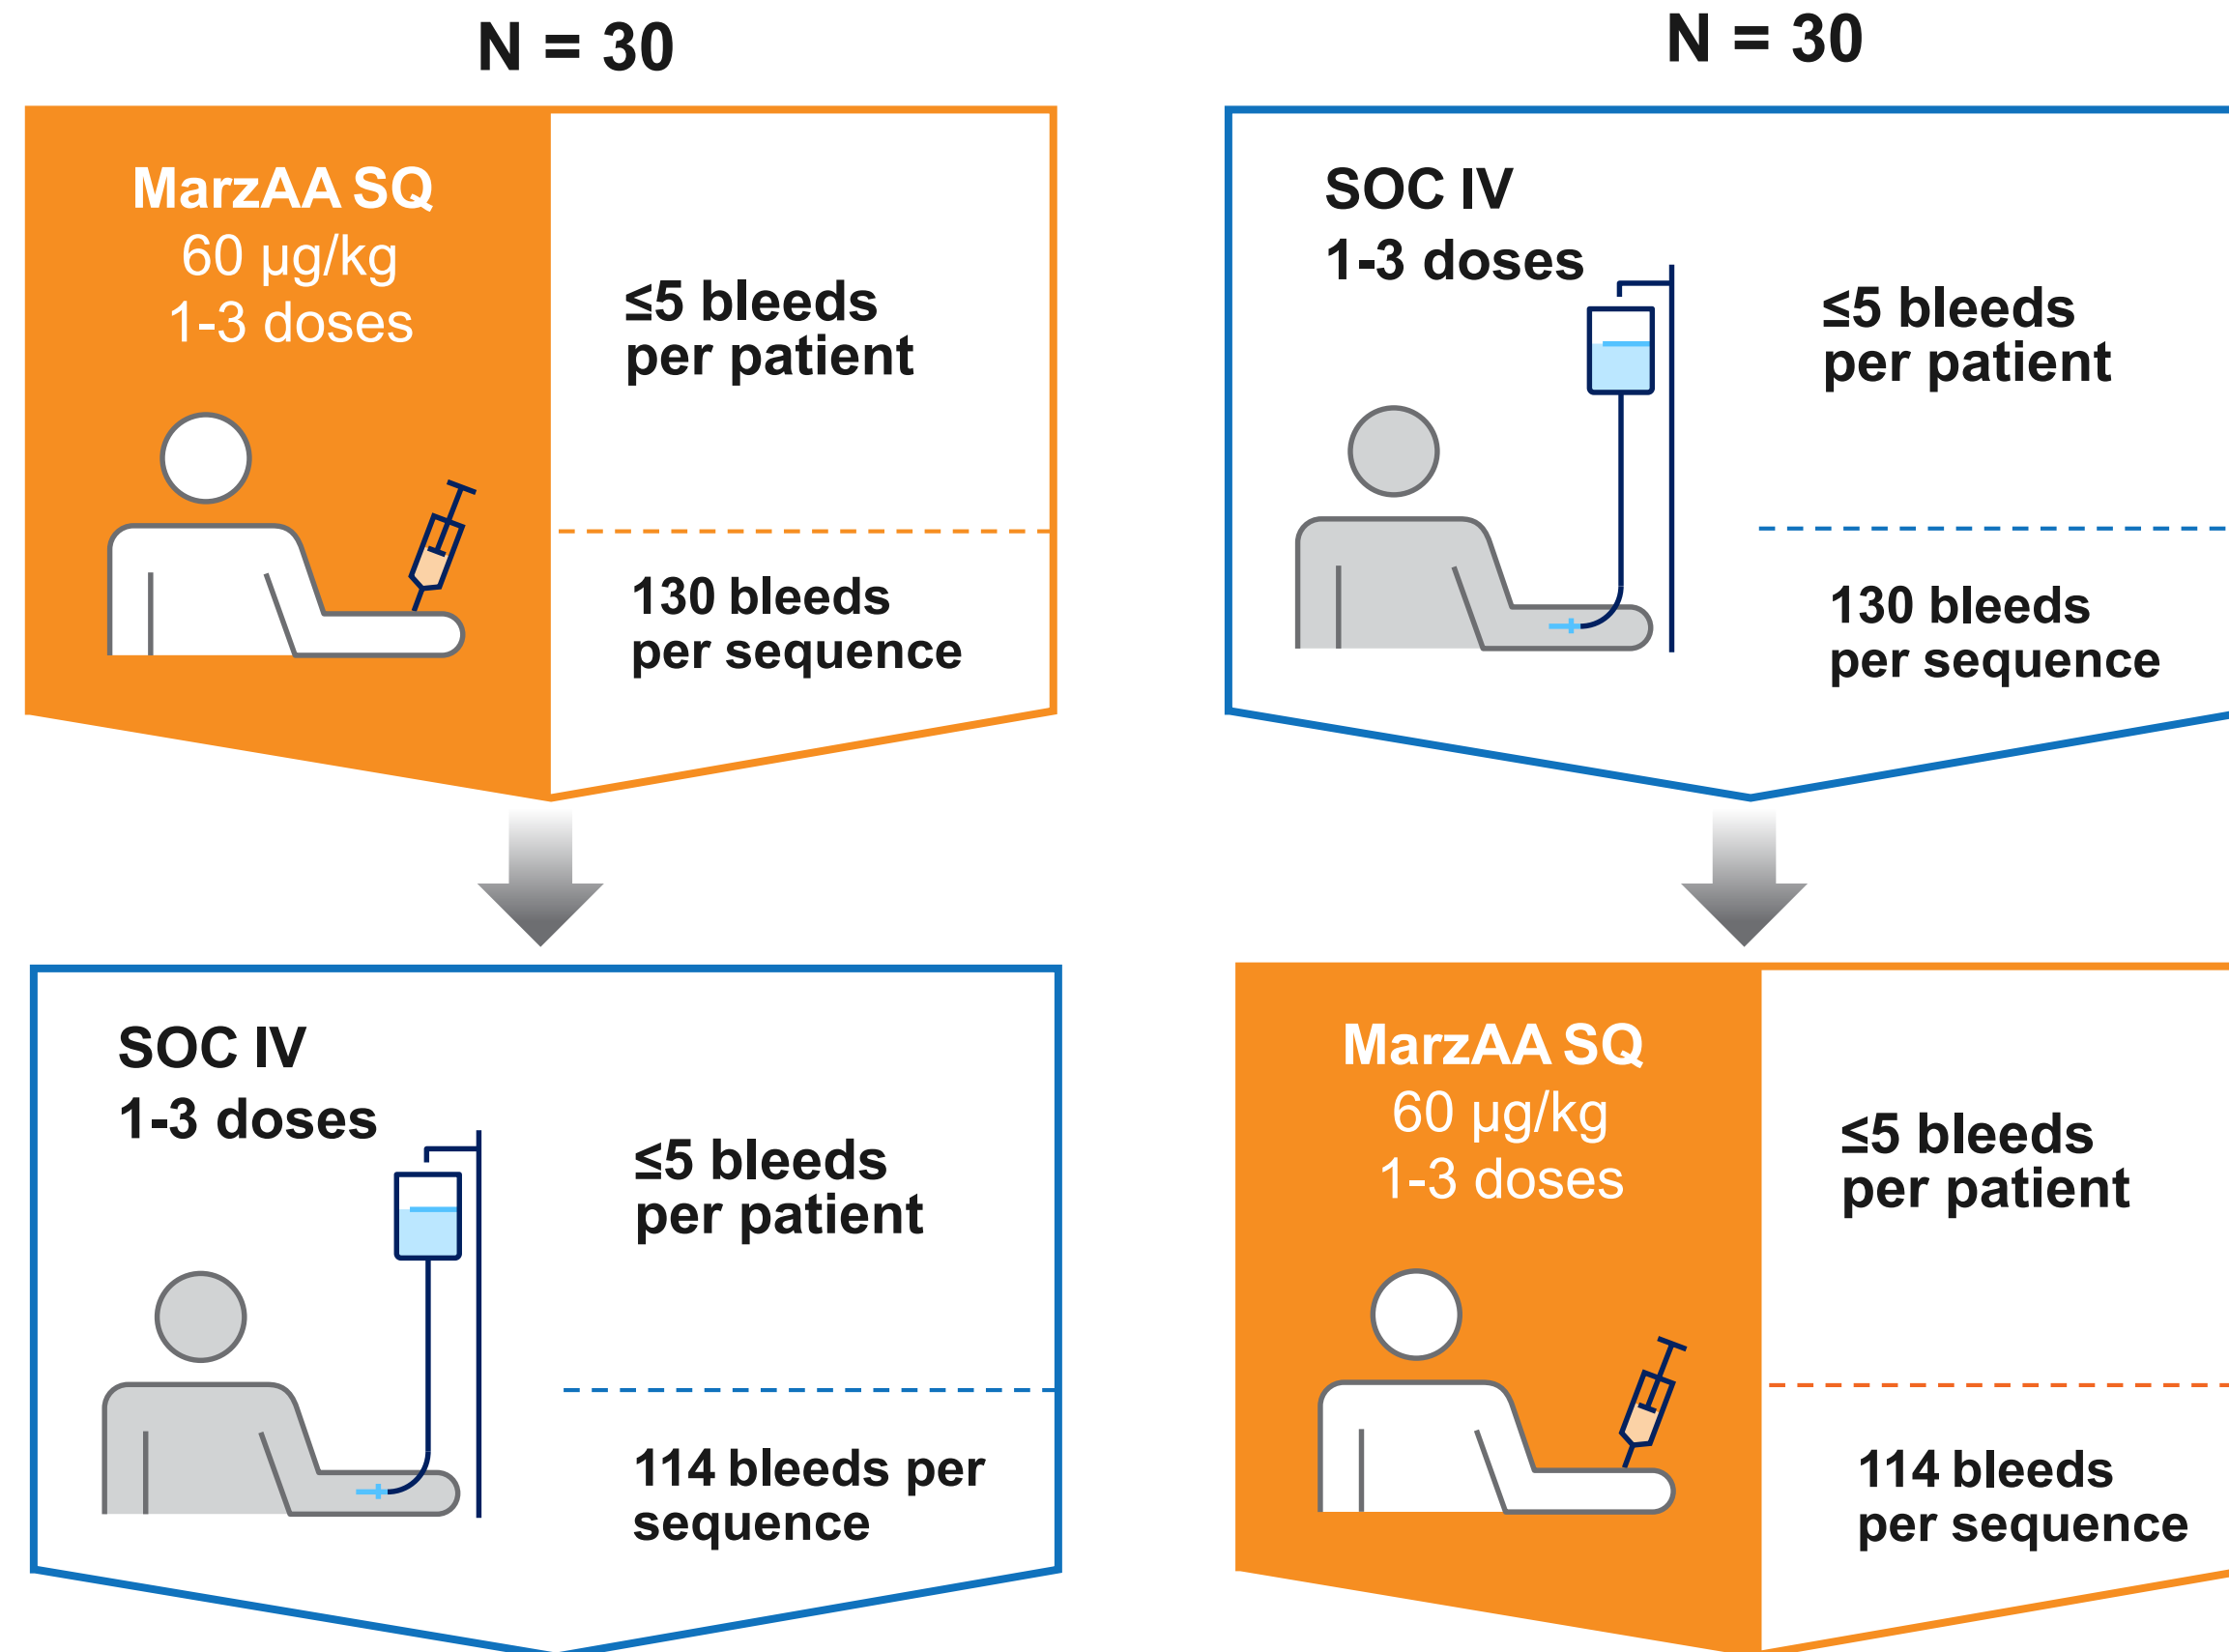 N = 30
MarzAA SQ
60 µg/kg
1-3 doses
≤5 bleeds
per patient
130 bleeds
per sequence
SOC IV
1-3 doses
≤5 bleeds
per patient
114 bleeds per
sequence
N = 30
SOC IV
1-3 doses
≤5 bleeds
per patient
130 bleeds
per sequence
MarzAA SQ
60 µg/kg
1-3 doses
≤5 bleeds
per patient
114 bleeds
per sequence